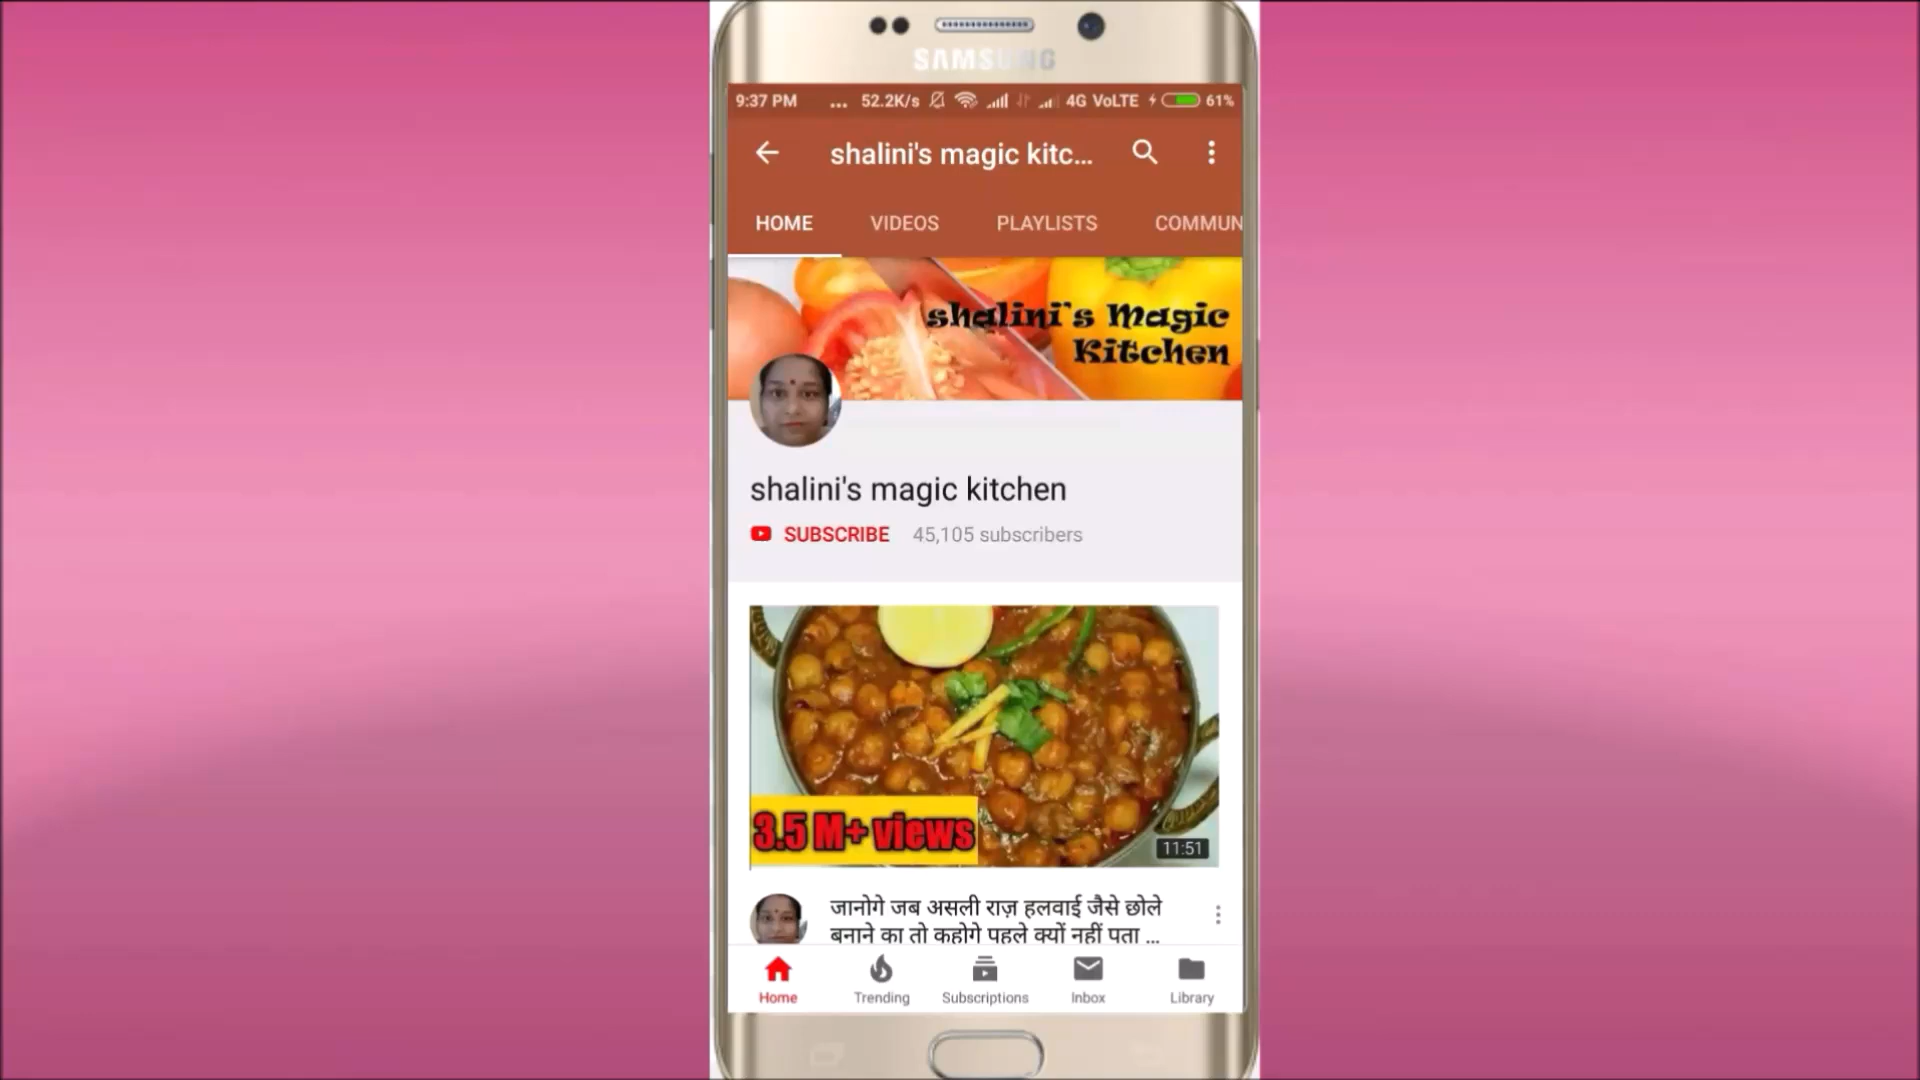 SAMSUNG
9:37 PM ... 52.2K/s 4G VoLTE 61%
shalini's magic kitc...
HOME VIDEOS PLAYLISTS COMMUN
shalini`s Magic
Kitchen
shalini's magic kitchen
SUBSCRIBE 45,105 subscribers
3.5 M+ views
11:51
जानोगे जब असली राज़ हलवाई जैसे छोले
बनाने का तो कहोगे पहले क्यों नहीं पता ...
Home Trending Subscriptions Inbox Library